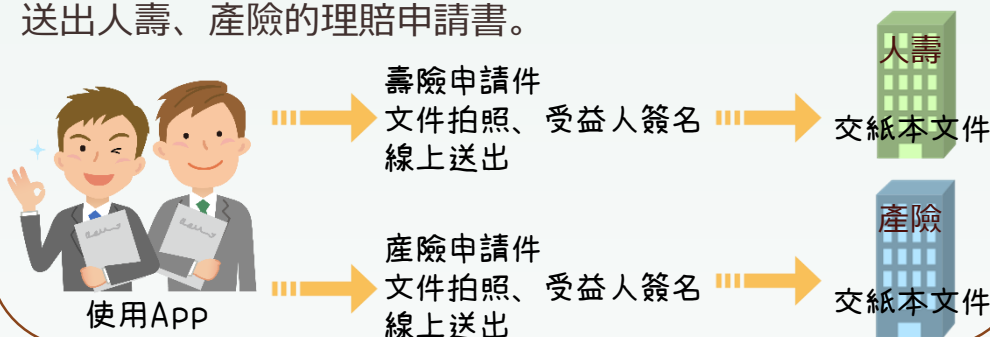 送出人壽、產險的理賠申請書。
壽險申請件
文件拍照、受益人簽名
線上送出
人壽
交紙本文件
使用App
產險申請件
文件拍照、受益人簽名
線上送出
產險
交紙本文件